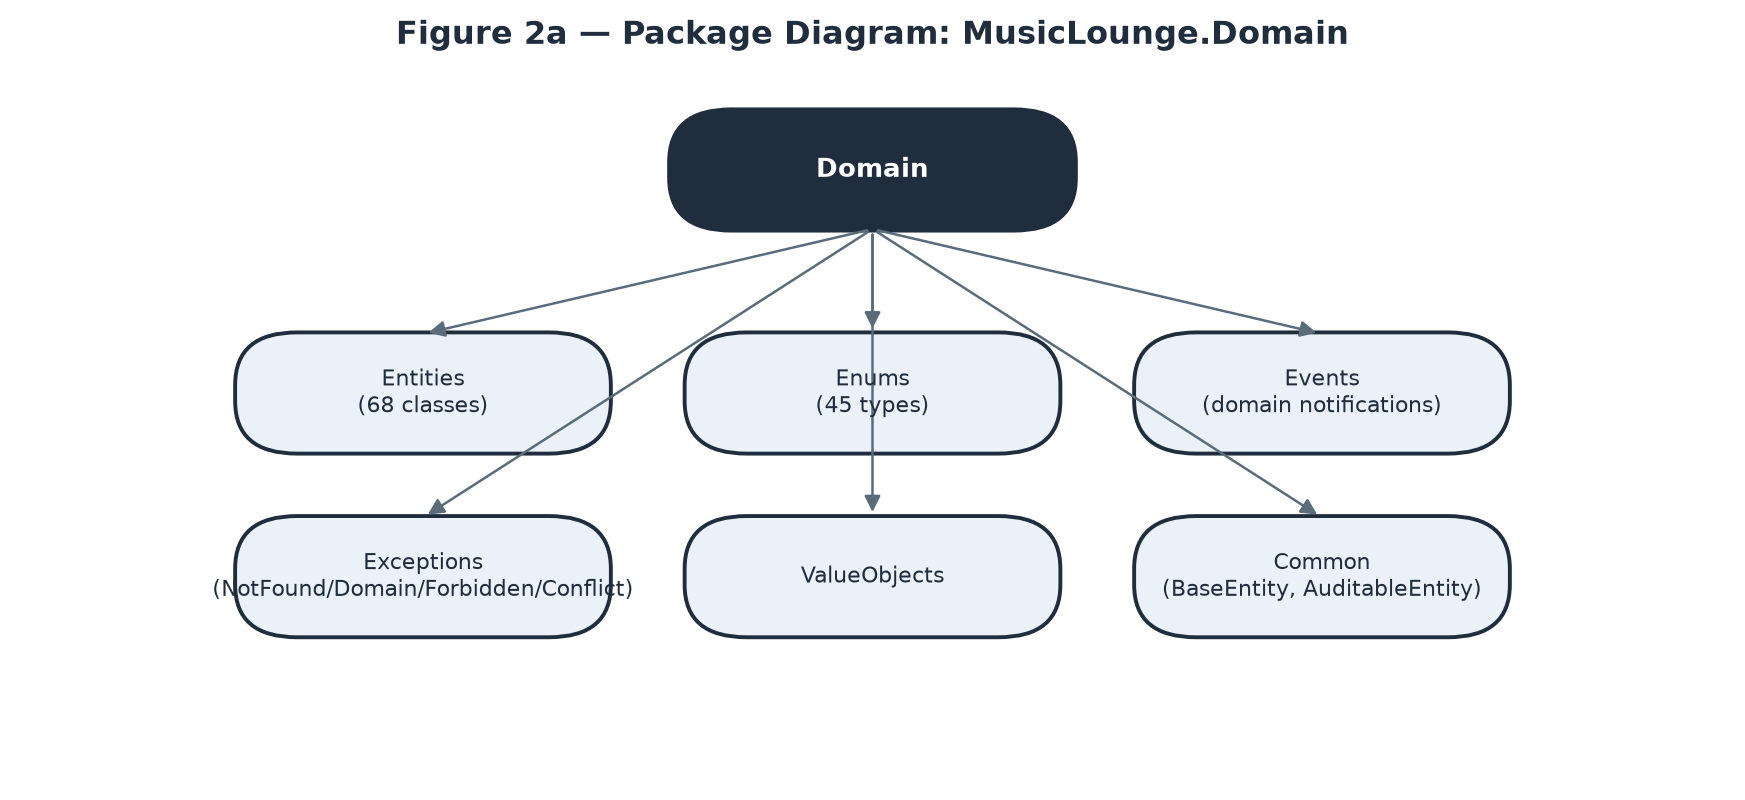 Figure 2a — Package Diagram: MusicLounge.Domain
Domain
Entities
(68 classes)
Enums
(45 types)
Events
(domain notifications)
Exceptions
(NotFound/Domain/Forbidden/Conflict)
ValueObjects
Common
(BaseEntity, AuditableEntity)